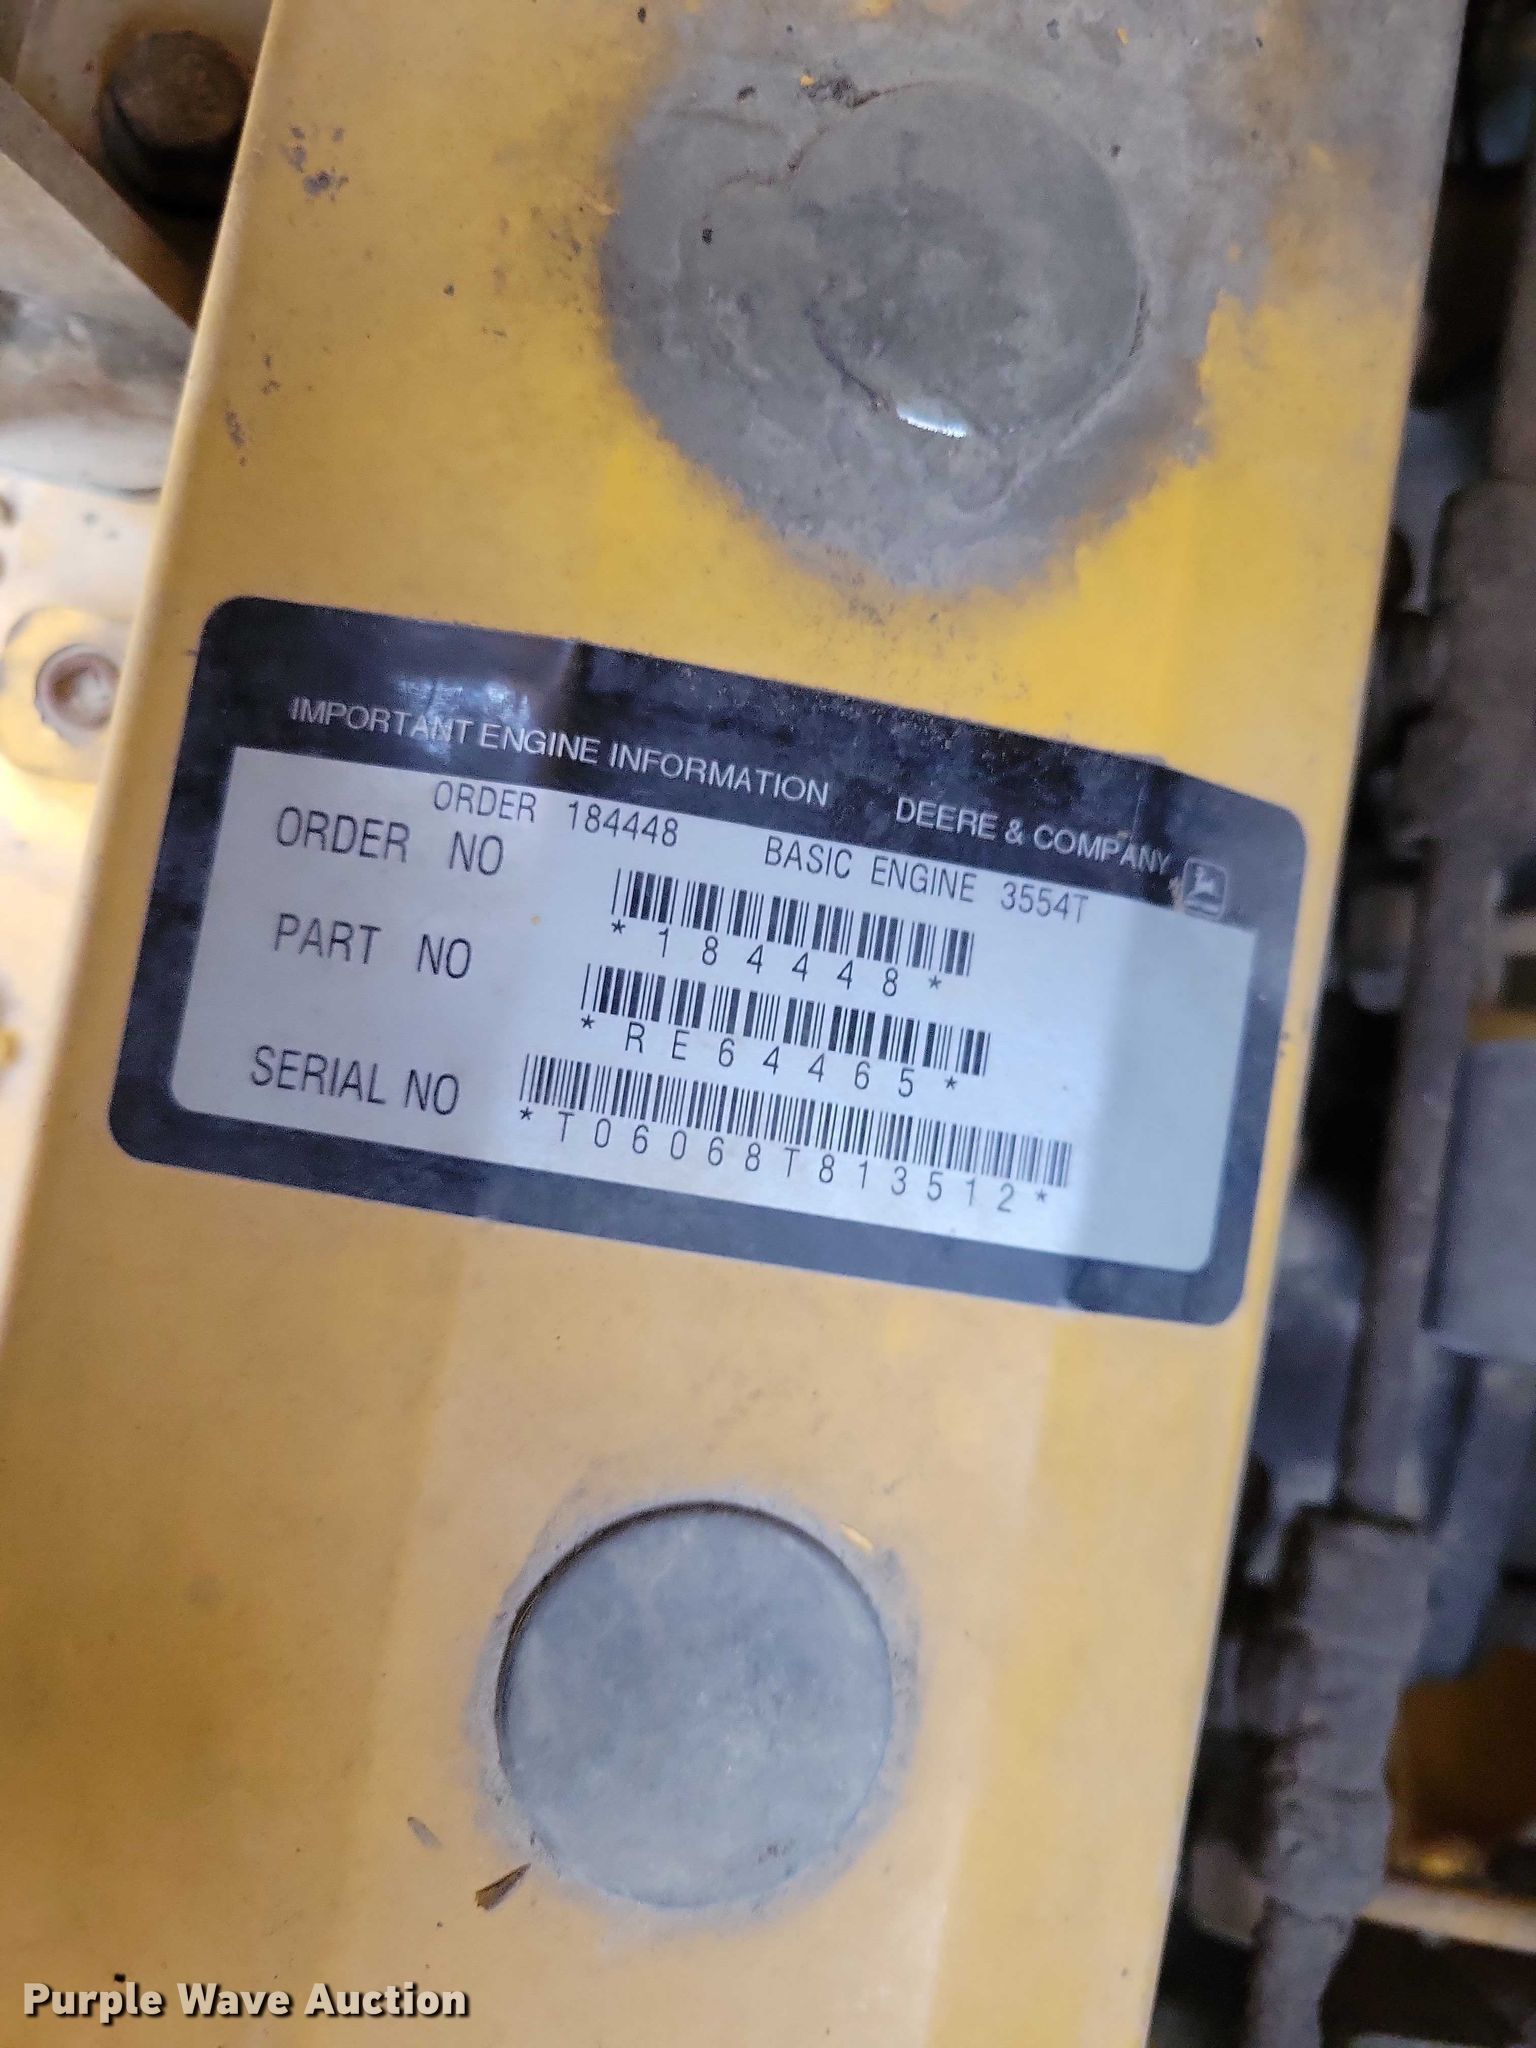 IMPORTANT ENGINE INFORMATION DEERE & COMPANY
ORDER 184448 BASIC ENGINE 3554T
ORDER NO
*184448*
PART NO
*RE64465*
SERIAL NO
*T06068T813512*
Purple Wave Auction